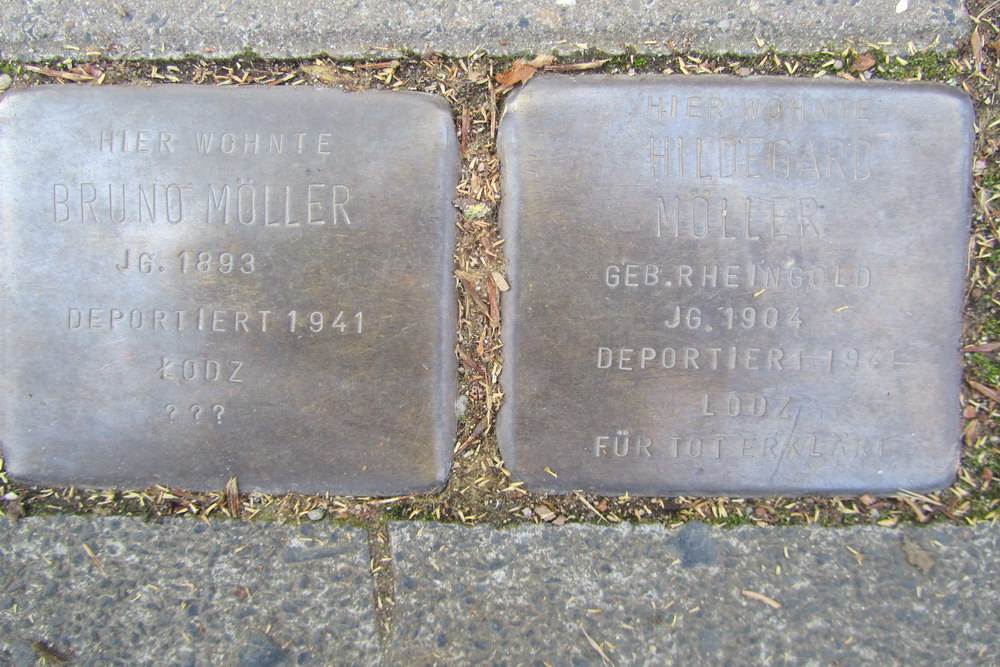 HIER WOHNTE
BRUNO MÖLLER
JG. 1893
DEPORTIERT 1941
ŁODZ
???
HIER WOHNTE
HILDEGARD
MÖLLER
GEB. RHEINGOLD
JG. 1904
DEPORTIERT 1941
LODZ
FÜR TOT ERKLÄRT